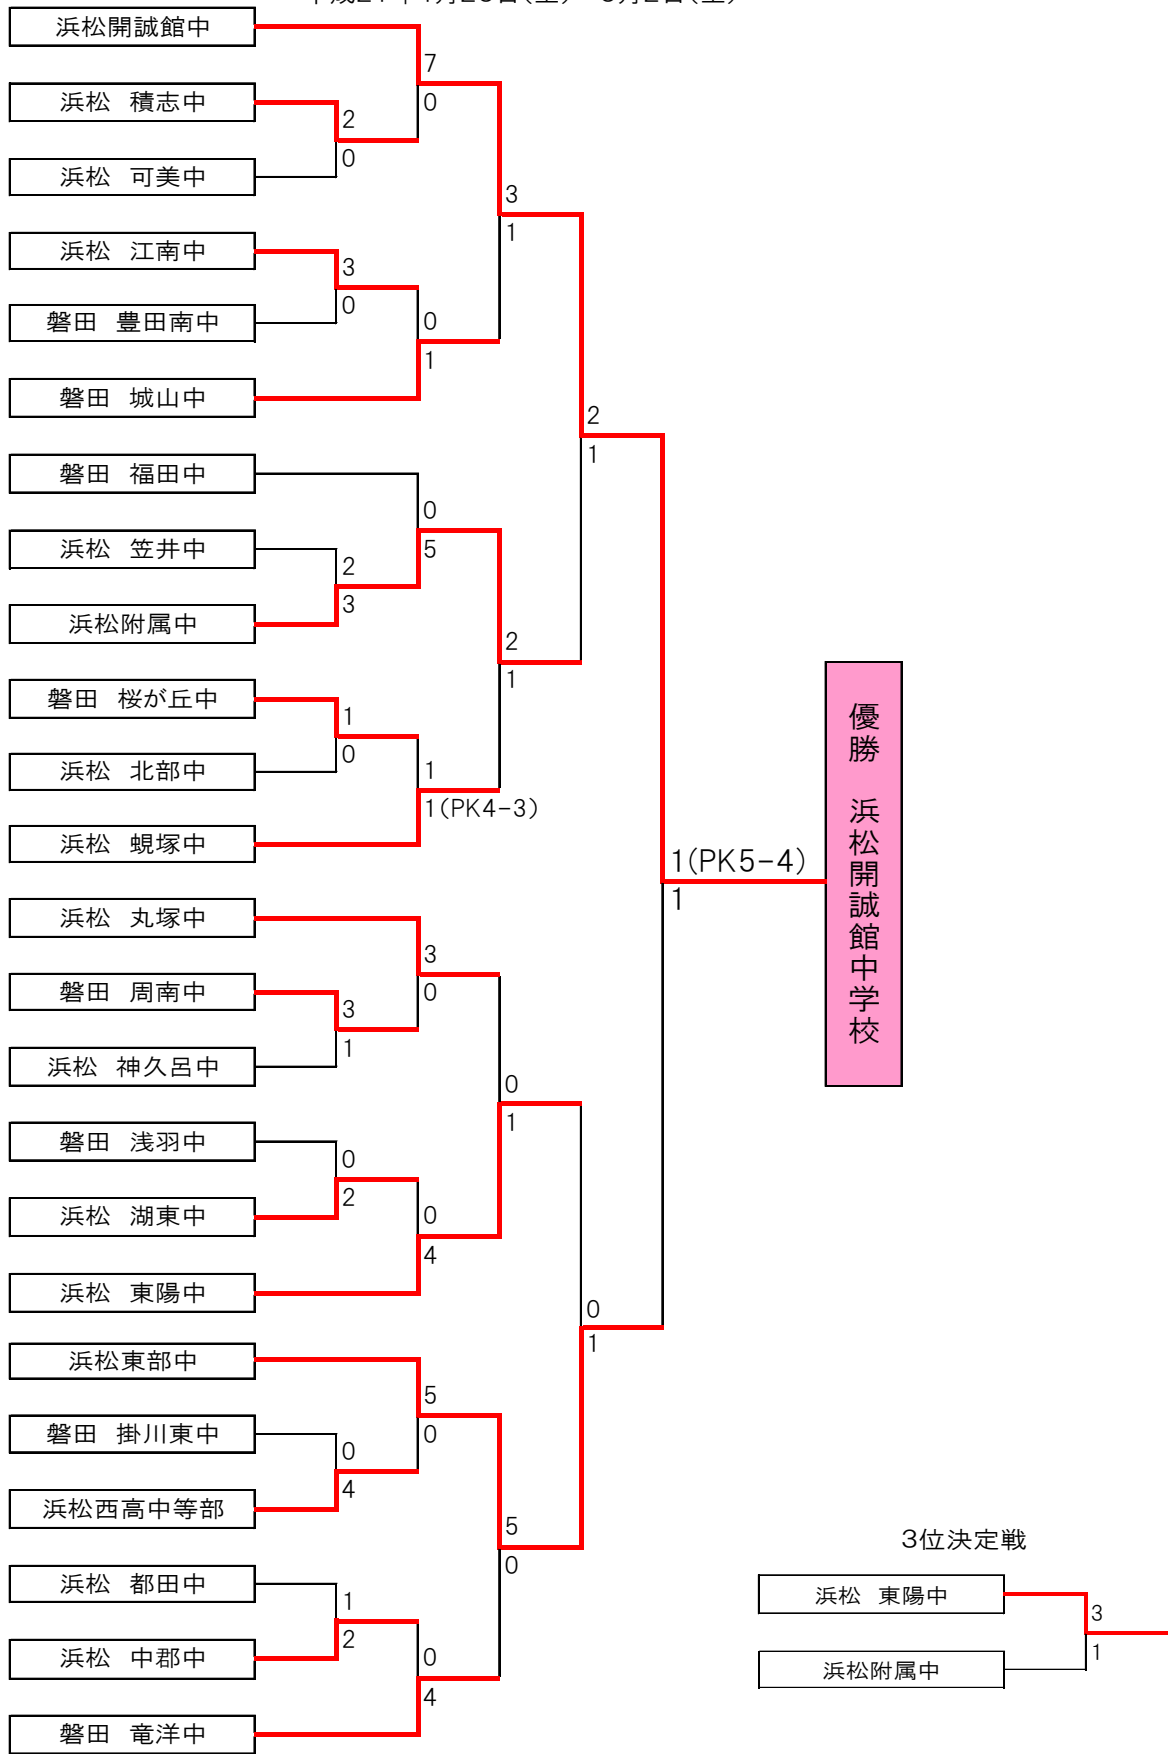 浜松開誠館中
7
浜松　積志中
0
2
0
浜松　可美中
3
1
浜松　江南中
3
0
磐田　豊田南中
0
1
磐田　城山中
2
1
磐田　福田中
0
5
浜松　笠井中
2
3
浜松附属中
2
1
磐田　桜が丘中
1
0
浜松　北部中
1
1(PK4-3)
浜松　蜆塚中
1(PK5-4)
1
優勝　浜松開誠館中学校
浜松　丸塚中
3
0
磐田　周南中
3
1
浜松　神久呂中
0
1
磐田　浅羽中
0
2
浜松　湖東中
0
4
浜松　東陽中
0
1
浜松東部中
5
0
磐田　掛川東中
0
4
浜松西高中等部
5
0
浜松　都田中
1
2
浜松　中郡中
0
4
磐田　竜洋中
3位決定戦
浜松　東陽中
3
1
浜松附属中